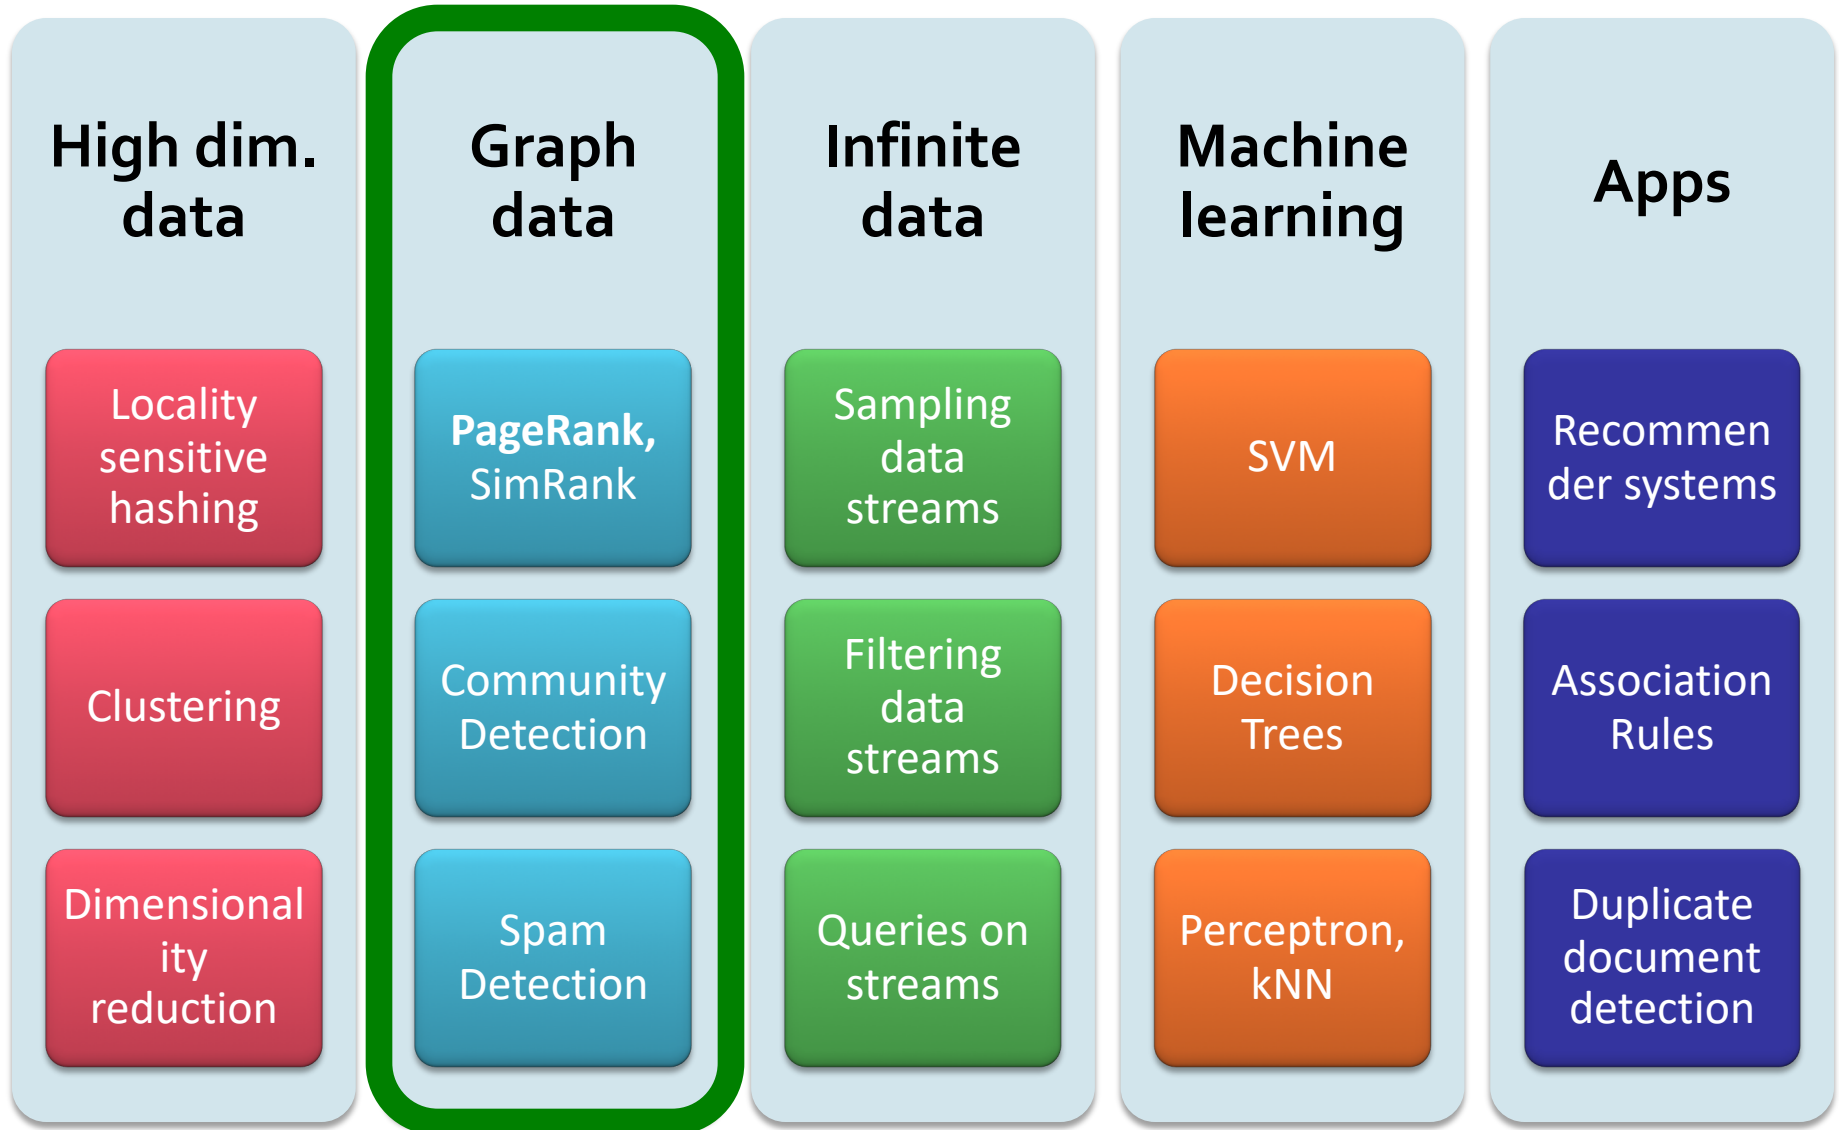 High dim.
data
Locality
sensitive
hashing
Clustering
Dimensional
ity
reduction
Graph
data
PageRank,
SimRank
Community
Detection
Spam
Detection
Infinite
data
Sampling
data
streams
Filtering
data
streams
Queries on
streams
Machine
learning
SVM
Decision
Trees
Perceptron,
kNN
Apps
Recommen
der systems
Association
Rules
Duplicate
document
detection